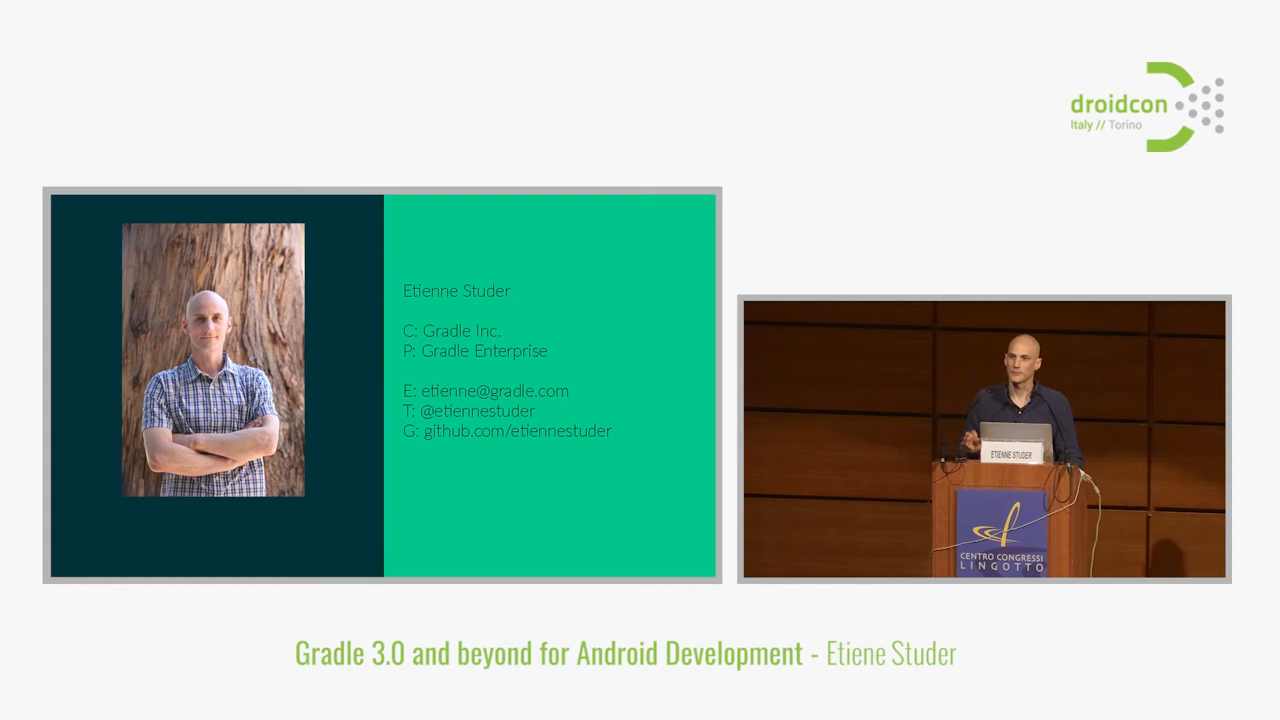 droidcon
Italy // Torino
Etienne Studer
C: Gradle Inc.
P: Gradle Enterprise
E: etienne@gradle.com
T: @etiennestuder
G: github.com/etiennestuder
ETIENNE STUDER
CENTRO CONGRESSI
LINGOTTO
Gradle 3.0 and beyond for Android Development - Etiene Studer